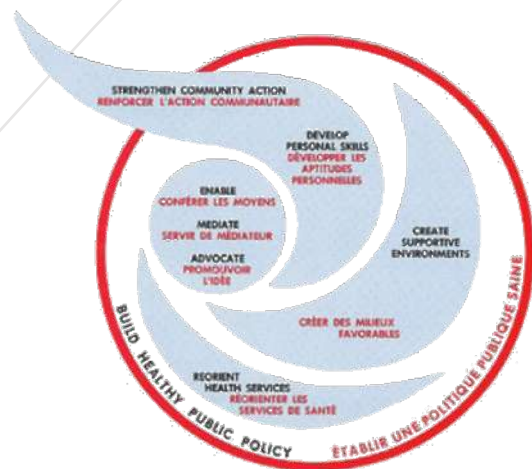 STRENGTHEN COMMUNITY ACTION
RENFORCER L'ACTION COMMUNAUTAIRE
DEVELOP
PERSONAL SKILLS
DÉVELOPPER LES
APTITUDES
PERSONNELLES
ENABLE
CONFÉRER LES MOYENS
MEDIATE
SERVIR DE MÉDIATEUR
ADVOCATE
PROMOUVOIR
L'IDÉE
CREATE
SUPPORTIVE
ENVIRONMENTS
CRÉER DES MILIEUX
FAVORABLES
REORIENT
HEALTH SERVICES
RÉORIENTER LES
SERVICES DE SANTÉ
BUILD HEALTHY PUBLIC POLICY
ÉTABLIR UNE POLITIQUE PUBLIQUE SAINE